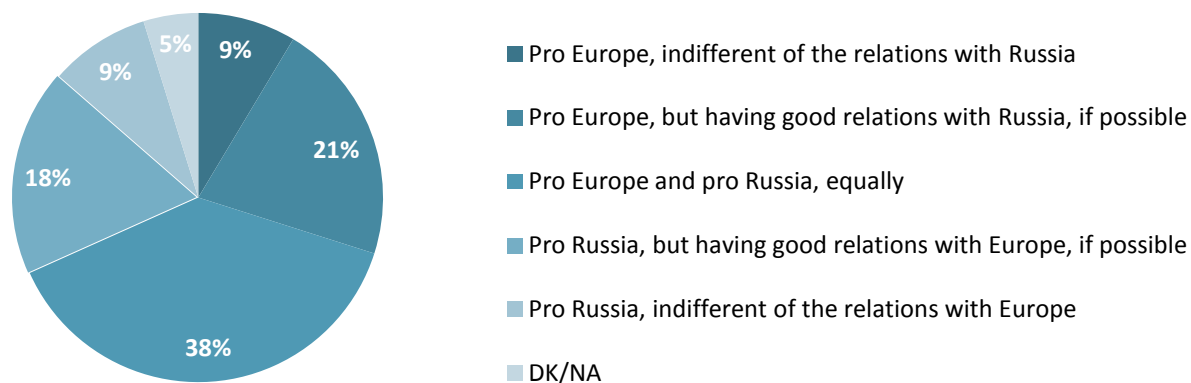 5%
9%
9%
21%
18%
38%
Pro Europe, indifferent of the relations with Russia
Pro Europe, but having good relations with Russia, if possible
Pro Europe and pro Russia, equally
Pro Russia, but having good relations with Europe, if possible
Pro Russia, indifferent of the relations with Europe
DK/NA